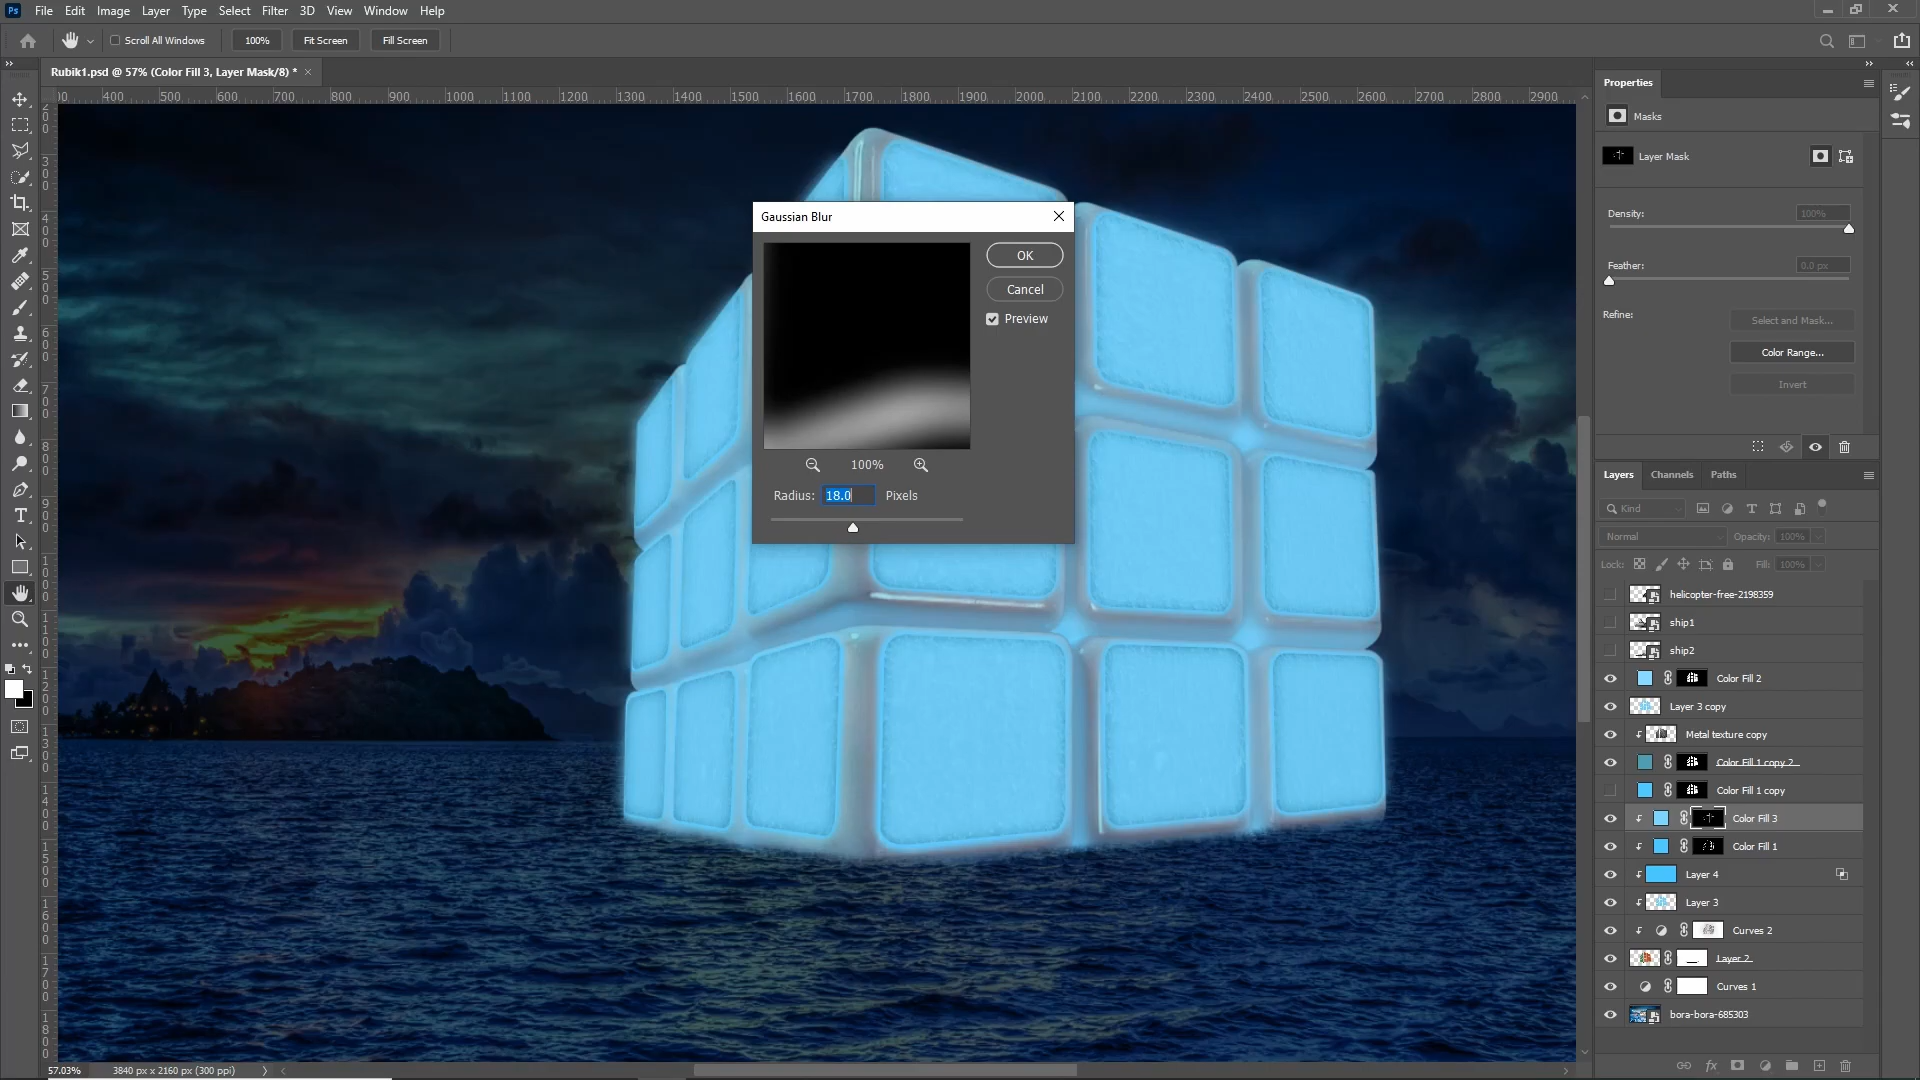 Ps File Edit Image Layer Type Select Filter 3D View Window Help
Scroll All Windows 100% Fit Screen Fill Screen
Rubik1.psd @ 57% (Color Fill 3, Layer Mask/8) * ×
400 500 600 700 800 900 1000 1100 1200 1300 1400 1500 1600 1700 1800 1900 2000 2100 2200 2300 2400 2500 2600 2700 2800 2900
Gaussian Blur
OK
Cancel
Preview
100%
Radius: 18.0 Pixels
Properties
Masks
Layer Mask
Density: 100%
Feather: 0.0 px
Refine: Select and Mask...
Color Range...
Invert
Layers Channels Paths
Kind
Normal Opacity: 100%
Lock: Fill: 100%
helicopter-free-2198359
ship1
ship2
Color Fill 2
Layer 3 copy
Metal texture copy
Color Fill 1 copy 2
Color Fill 1 copy
Color Fill 3
Color Fill 1
Layer 4
Layer 3
Curves 2
Layer 2
Curves 1
bora-bora-685303
57.03% 3840 px x 2160 px (300 ppi)